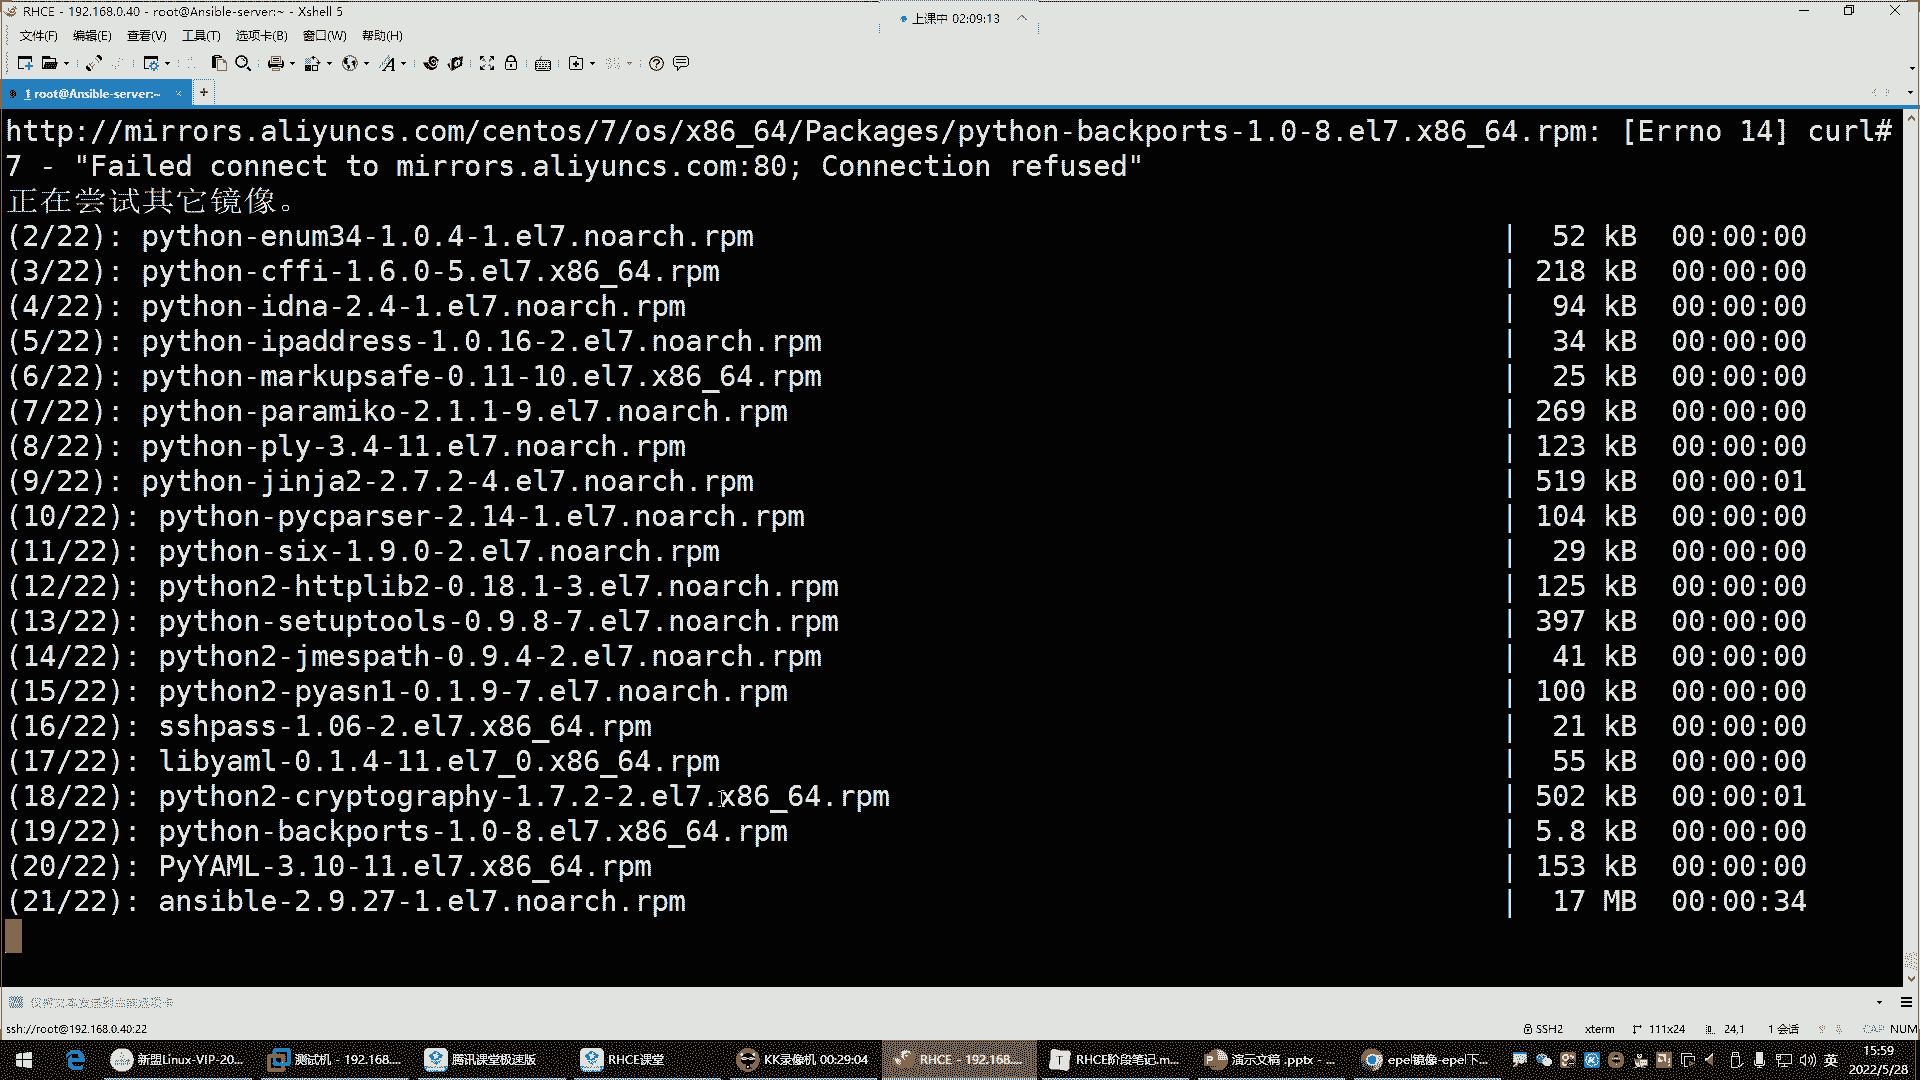 RHCE - 192.168.0.40 - root@Ansible-server:~ - Xshell 5
上课中 02:09:13
文件(F) 编辑(E) 查看(V) 工具(T) 选项卡(B) 窗口(W) 帮助(H)
1 root@Ansible-server:~
http://mirrors.aliyuncs.com/centos/7/os/x86_64/Packages/python-backports-1.0-8.el7.x86_64.rpm: [Errno 14] curl#
7 - "Failed connect to mirrors.aliyuncs.com:80; Connection refused"
正在尝试其它镜像。
(2/22): python-enum34-1.0.4-1.el7.noarch.rpm | 52 kB 00:00:00
(3/22): python-cffi-1.6.0-5.el7.x86_64.rpm | 218 kB 00:00:00
(4/22): python-idna-2.4-1.el7.noarch.rpm | 94 kB 00:00:00
(5/22): python-ipaddress-1.0.16-2.el7.noarch.rpm | 34 kB 00:00:00
(6/22): python-markupsafe-0.11-10.el7.x86_64.rpm | 25 kB 00:00:00
(7/22): python-paramiko-2.1.1-9.el7.noarch.rpm | 269 kB 00:00:00
(8/22): python-ply-3.4-11.el7.noarch.rpm | 123 kB 00:00:00
(9/22): python-jinja2-2.7.2-4.el7.noarch.rpm | 519 kB 00:00:01
(10/22): python-pycparser-2.14-1.el7.noarch.rpm | 104 kB 00:00:00
(11/22): python-six-1.9.0-2.el7.noarch.rpm | 29 kB 00:00:00
(12/22): python2-httplib2-0.18.1-3.el7.noarch.rpm | 125 kB 00:00:00
(13/22): python-setuptools-0.9.8-7.el7.noarch.rpm | 397 kB 00:00:00
(14/22): python2-jmespath-0.9.4-2.el7.noarch.rpm | 41 kB 00:00:00
(15/22): python2-pyasn1-0.1.9-7.el7.noarch.rpm | 100 kB 00:00:00
(16/22): sshpass-1.06-2.el7.x86_64.rpm | 21 kB 00:00:00
(17/22): libyaml-0.1.4-11.el7_0.x86_64.rpm | 55 kB 00:00:00
(18/22): python2-cryptography-1.7.2-2.el7.x86_64.rpm | 502 kB 00:00:01
(19/22): python-backports-1.0-8.el7.x86_64.rpm | 5.8 kB 00:00:00
(20/22): PyYAML-3.10-11.el7.x86_64.rpm | 153 kB 00:00:00
(21/22): ansible-2.9.27-1.el7.noarch.rpm | 17 MB 00:00:34
仅将文本发送到当前选项卡
ssh://root@192.168.0.40:22 SSH2 xterm 111x24 24,1 1 会话 CAP NUM
新盟Linux-VIP-20... 测试机 - 192.168.... 腾讯课堂极速版 RHCE课堂 KK录像机 00:29:04 RHCE - 192.168.... RHCE阶段笔记.m... 演示文稿 .pptx - ... epel镜像-epel下... 英 15:59
2022/5/28